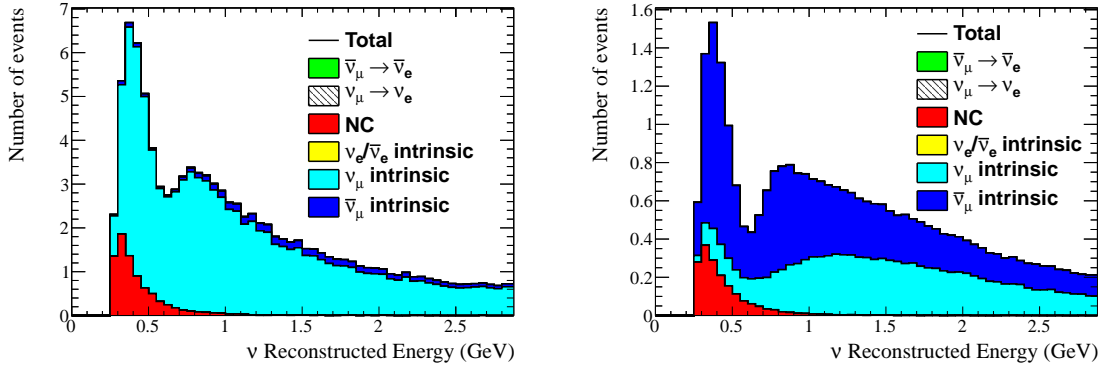 Number of events
7
6
5
4
3
2
1
0
0 0.5 1 1.5 2 2.5
ν Reconstructed Energy (GeV)
Total
ν̅μ → ν̅e
νμ → νe
NC
νe/ν̅e intrinsic
νμ intrinsic
ν̅μ intrinsic
Number of events
1.6
1.4
1.2
1
0.8
0.6
0.4
0.2
0
0 0.5 1 1.5 2 2.5
ν Reconstructed Energy (GeV)
Total
ν̅μ → ν̅e
νμ → νe
NC
νe/ν̅e intrinsic
νμ intrinsic
ν̅μ intrinsic